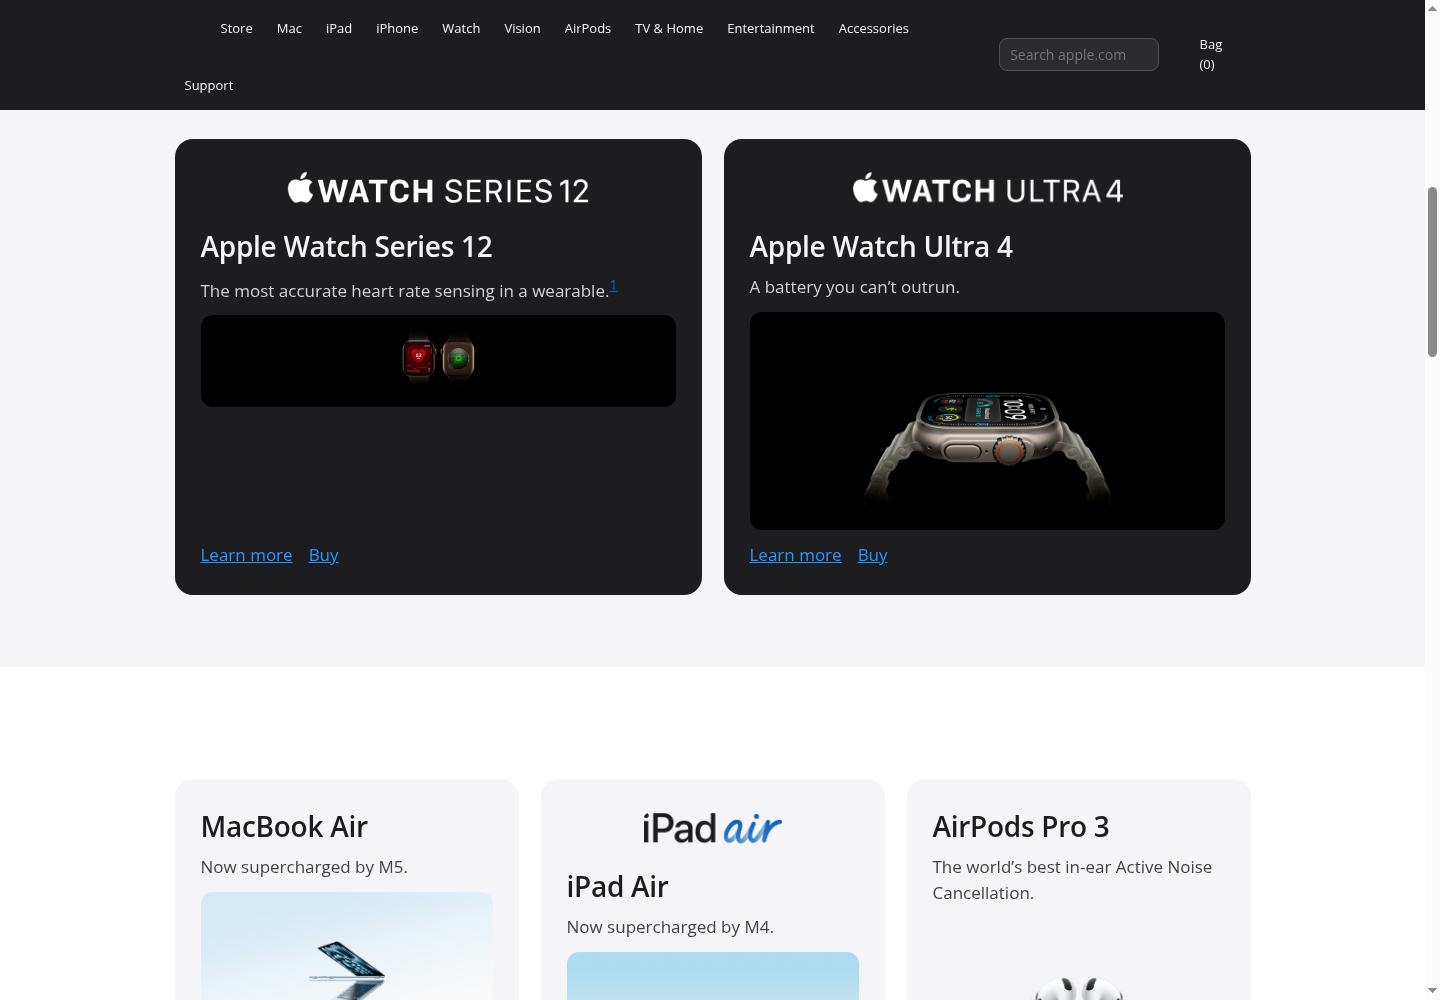 Store Mac iPad iPhone Watch Vision AirPods TV & Home Entertainment Accessories
Support
Search apple.com
Bag
(0)
WATCH SERIES 12
Apple Watch Series 12
The most accurate heart rate sensing in a wearable.1
Learn more Buy
WATCH ULTRA 4
Apple Watch Ultra 4
A battery you can’t outrun.
10:09
Learn more Buy
MacBook Air
Now supercharged by M5.
iPad air
iPad Air
Now supercharged by M4.
AirPods Pro 3
The world’s best in-ear Active Noise
Cancellation.